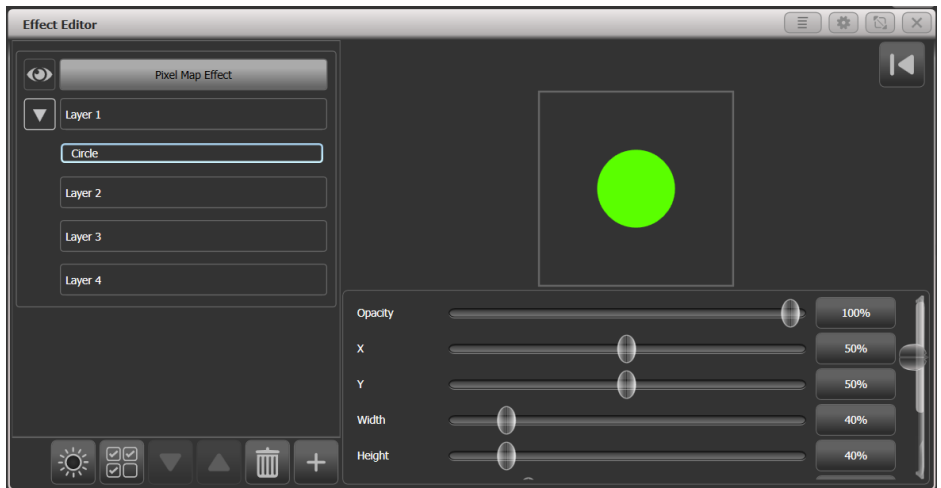 Effect Editor
Pixel Map Effect
Layer 1
Circle
Layer 2
Layer 3
Layer 4
Opacity 100%
X 50%
Y 50%
Width 40%
Height 40%